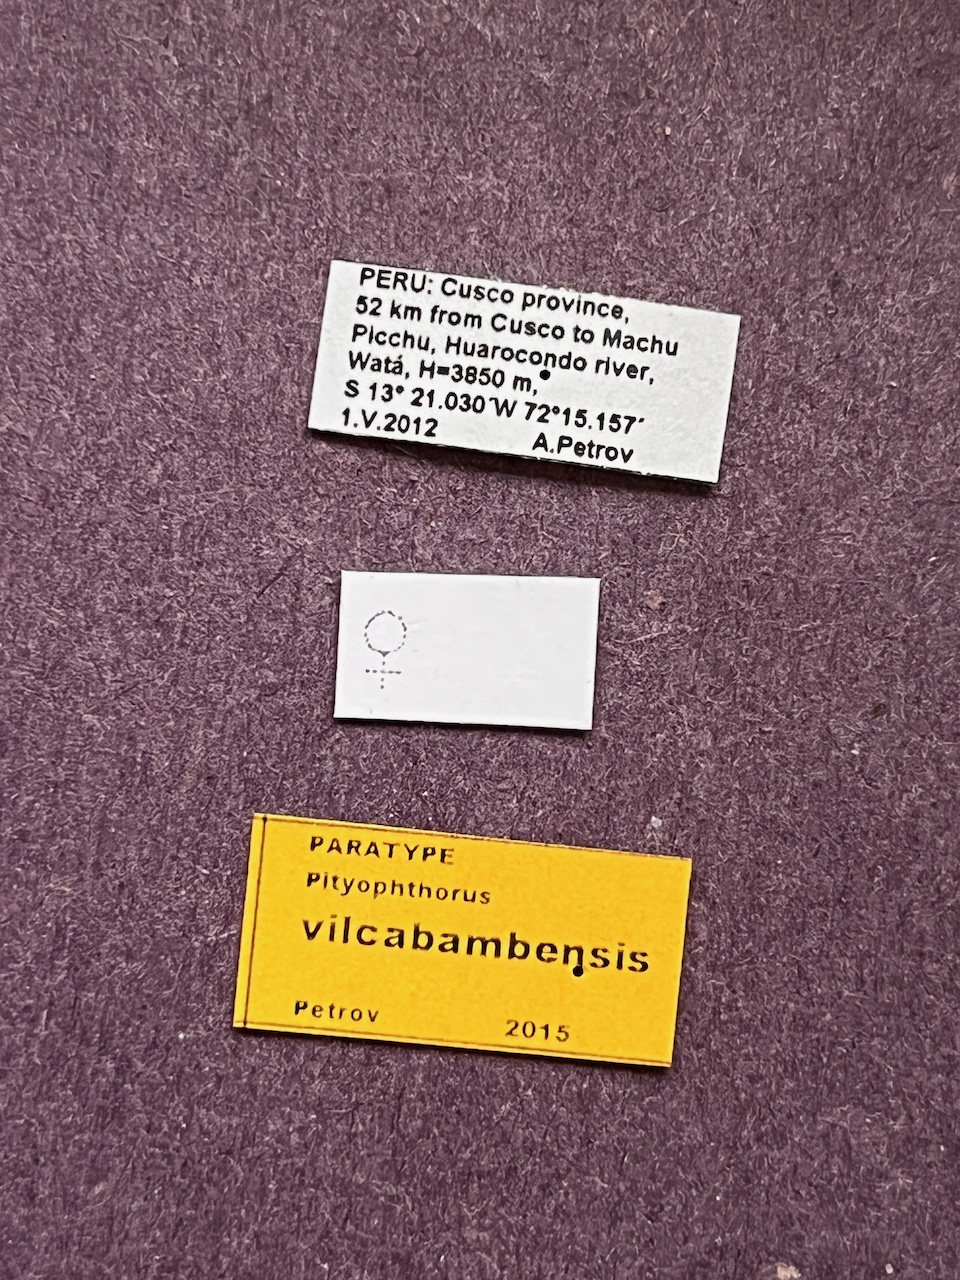 PERU: Cusco province,
52 km from Cusco to Machu
Picchu, Huarocondo river,
Watá, H=3850 m,
S 13° 21.030´W 72°15.157´
1.V.2012 A.Petrov
♀
PARATYPE
Pityophthorus
vilcabambensis
Petrov 2015